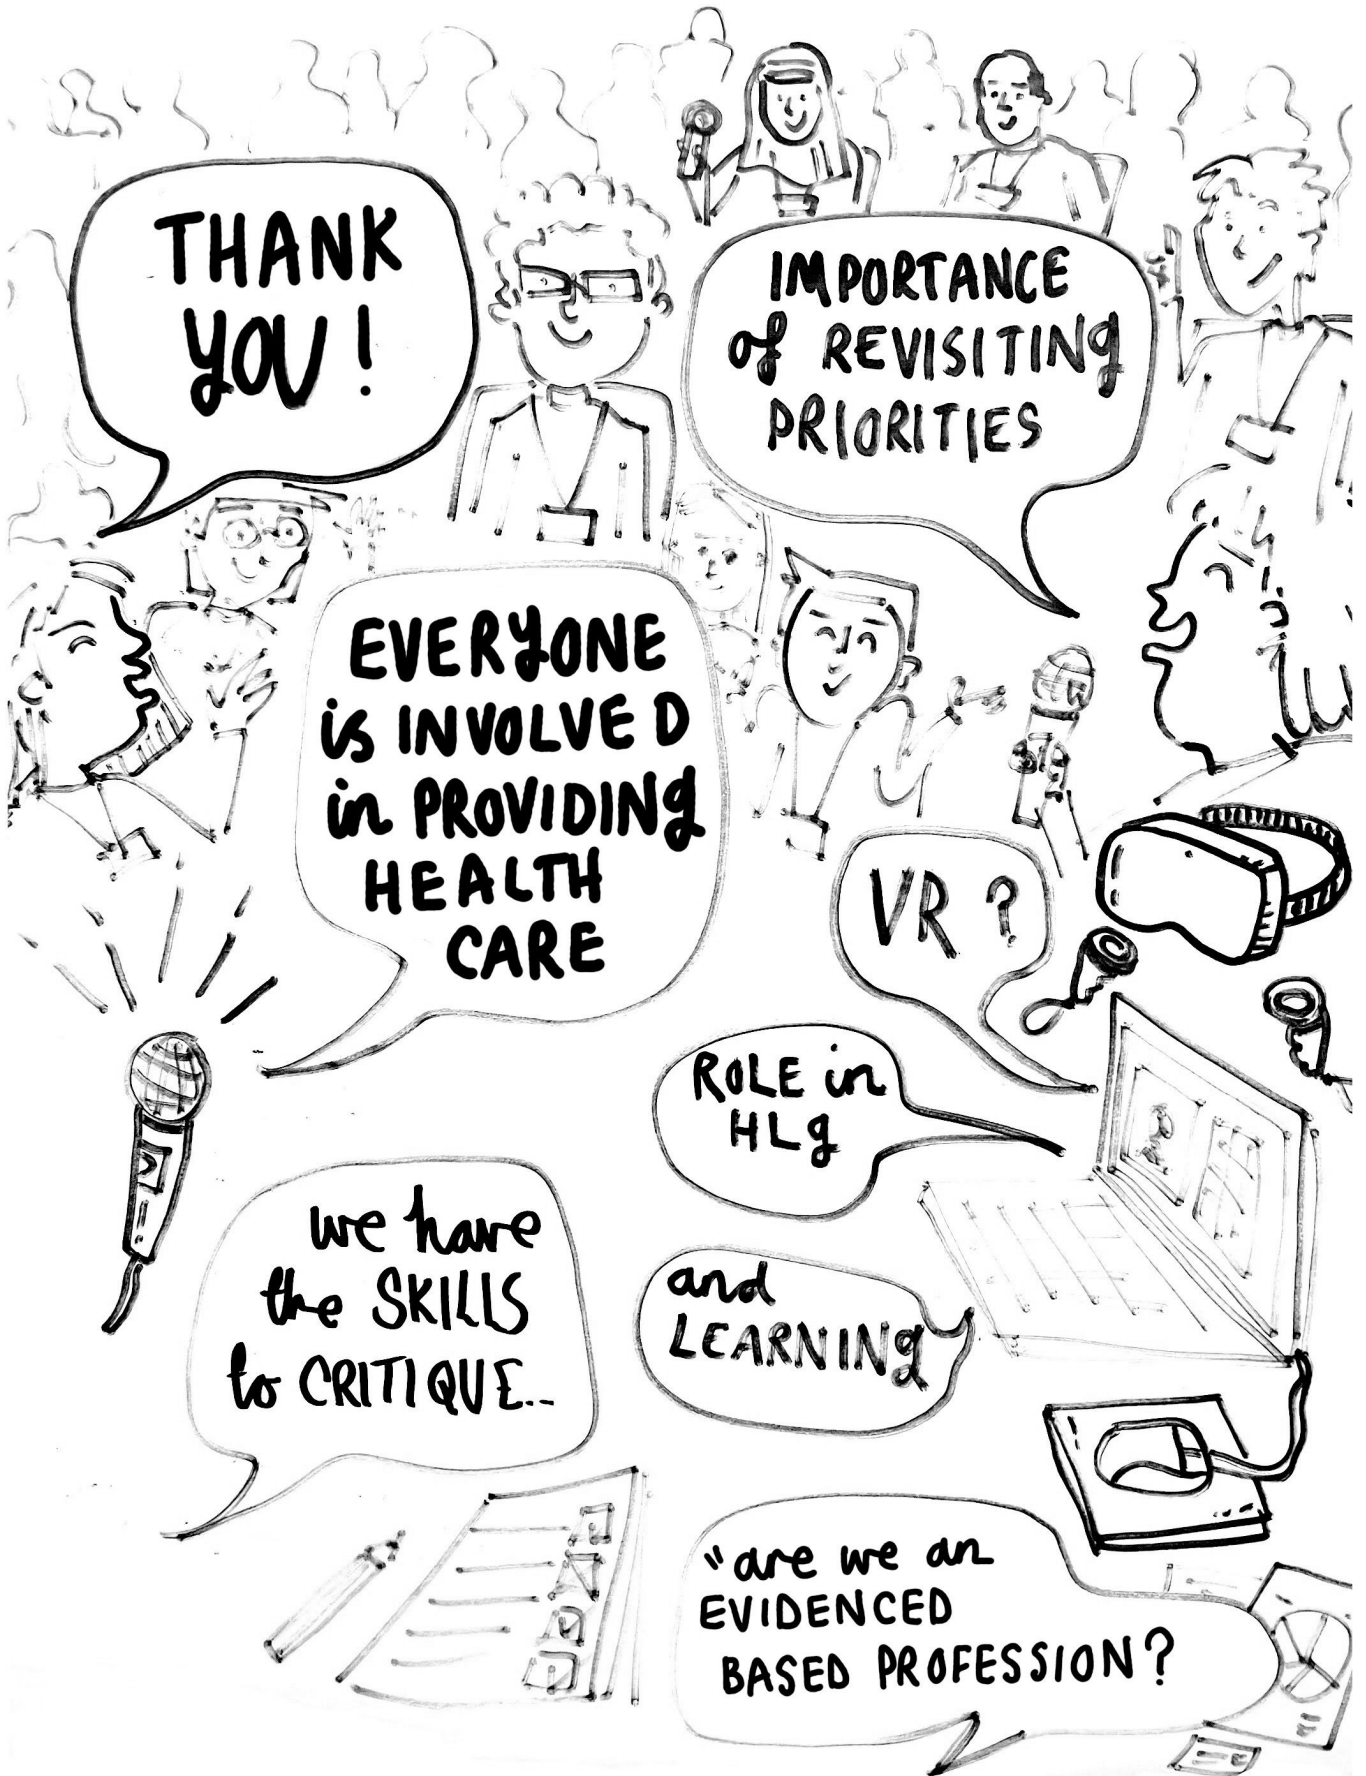 THANK
YOU!
IMPORTANCE
of REVISITING
PRIORITIES
EVERYONE
is INVOLVED
in PROVIDING
HEALTH
CARE
VR?
ROLE in
HLg
and
LEARNING
we have
the SKILLS
to CRITIQUE..
"are we an
EVIDENCED
BASED PROFESSION?